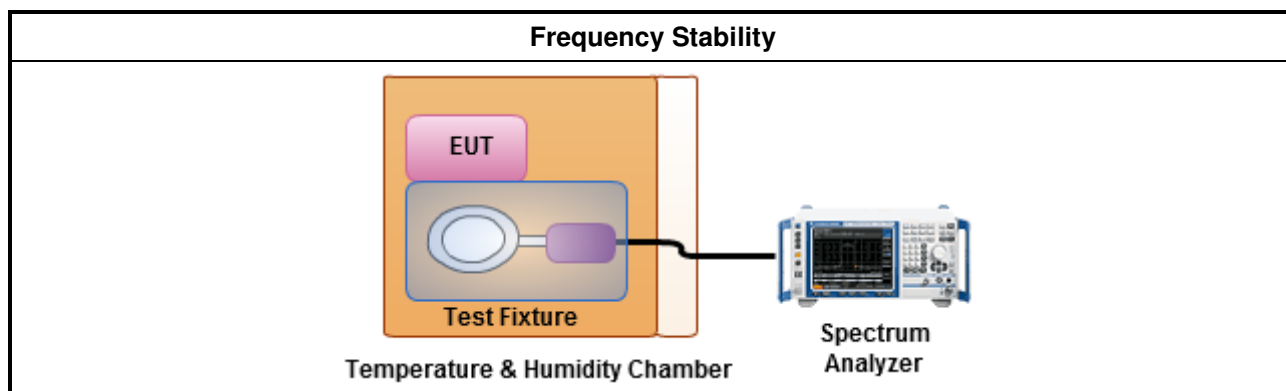 Frequency Stability
EUT
Test Fixture
Temperature & Humidity Chamber
Spectrum
Analyzer